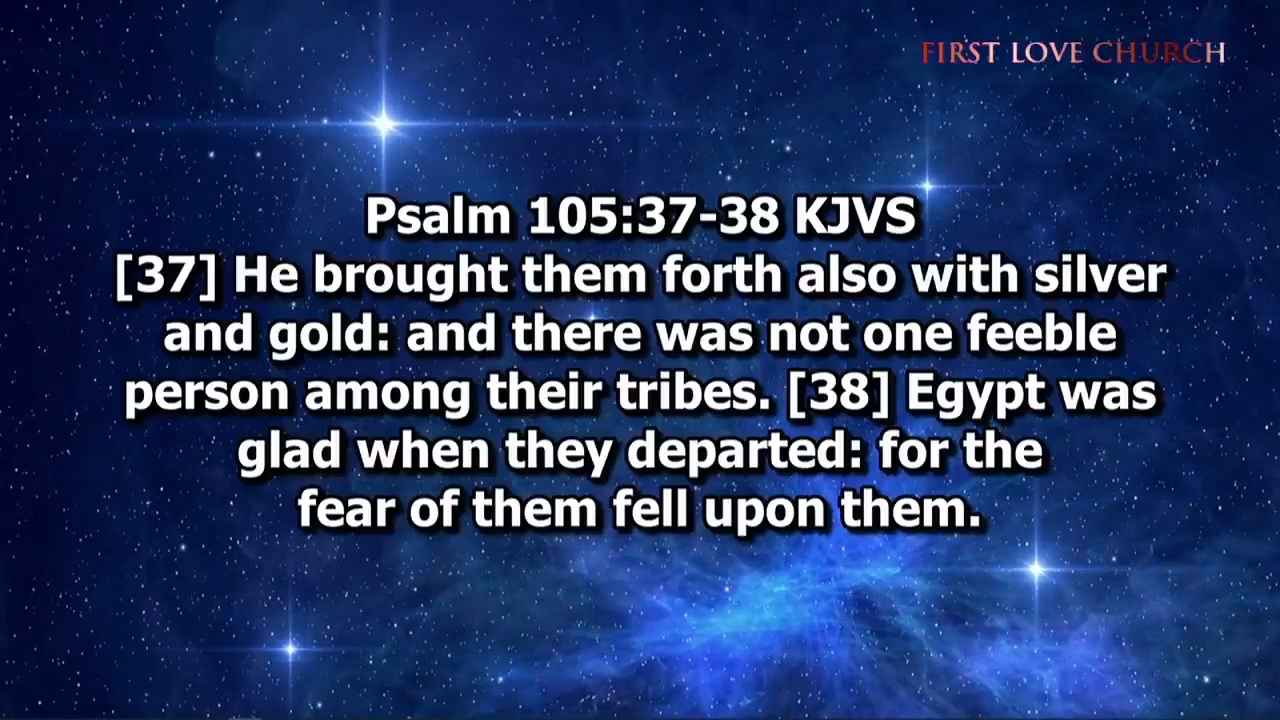 FIRST LOVE CHURCH
Psalm 105:37-38 KJVS
[37] He brought them forth also with silver
and gold: and there was not one feeble
person among their tribes. [38] Egypt was
glad when they departed: for the
fear of them fell upon them.